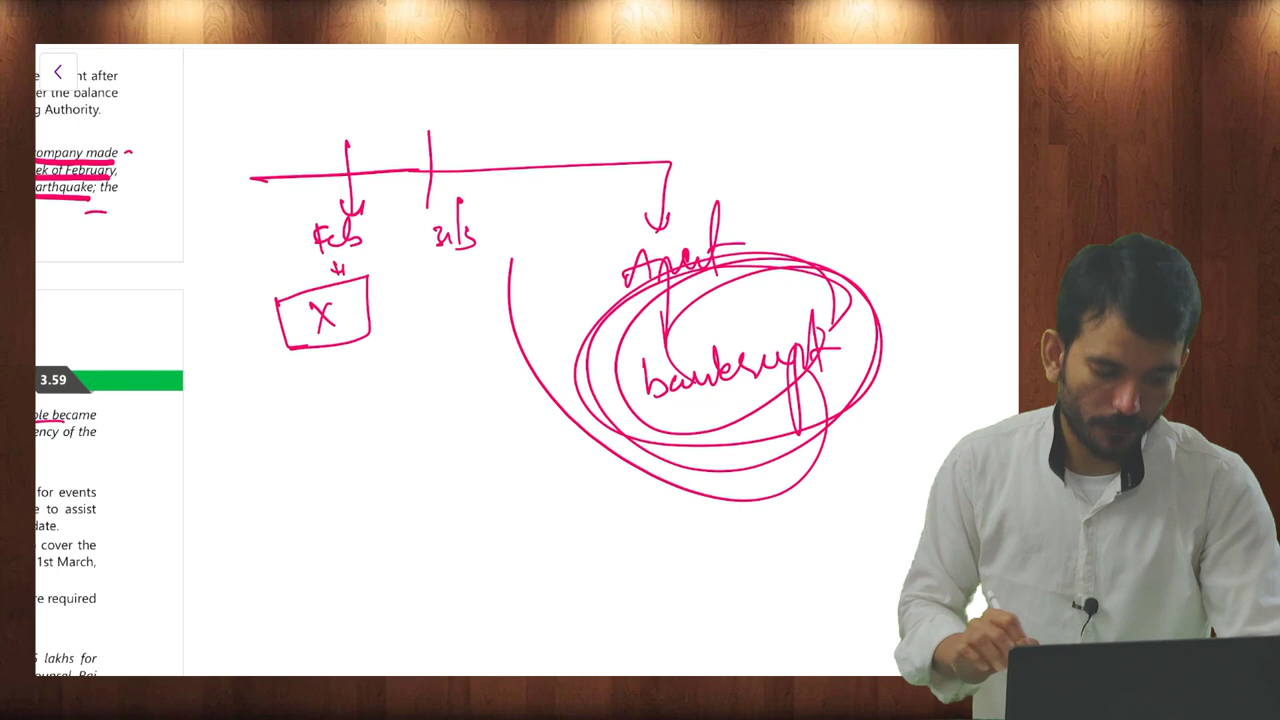 nt after
er the balance
g Authority.
ompany made
ek of February,
arthquake; the
Feb
31/3
April
X
bankrupt
3.59
ble became
ency of the
for events
e to assist
date.
cover the
1st March,
re required
lakhs for